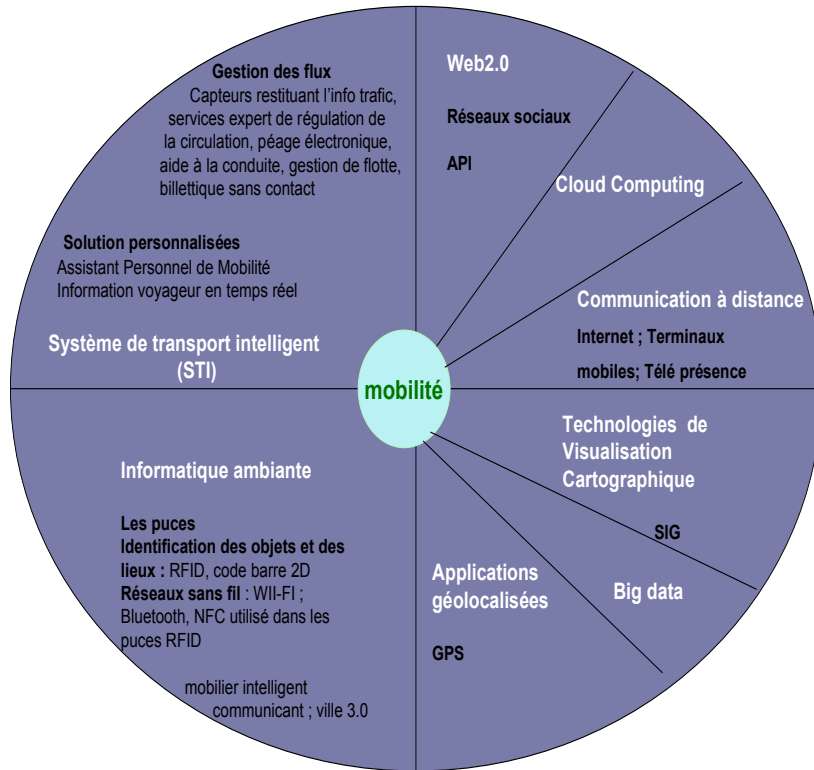 Gestion des flux
Capteurs restituant l'info trafic,
services expert de régulation de
la circulation, péage électronique,
aide à la conduite, gestion de flotte,
billettique sans contact
Solution personnalisées
Assistant Personnel de Mobilité
Information voyageur en temps réel
Système de transport intelligent
(STI)
Web2.0
Réseaux sociaux
API
Cloud Computing
Communication à distance
Internet ; Terminaux
mobiles; Télé présence
mobilité
Technologies de
Visualisation
Cartographique
SIG
Big data
Applications
géolocalisées
GPS
Informatique ambiante
Les puces
Identification des objets et des
lieux : RFID, code barre 2D
Réseaux sans fil : WII-FI ;
Bluetooth, NFC utilisé dans les
puces RFID
mobilier intelligent
communicant ; ville 3.0